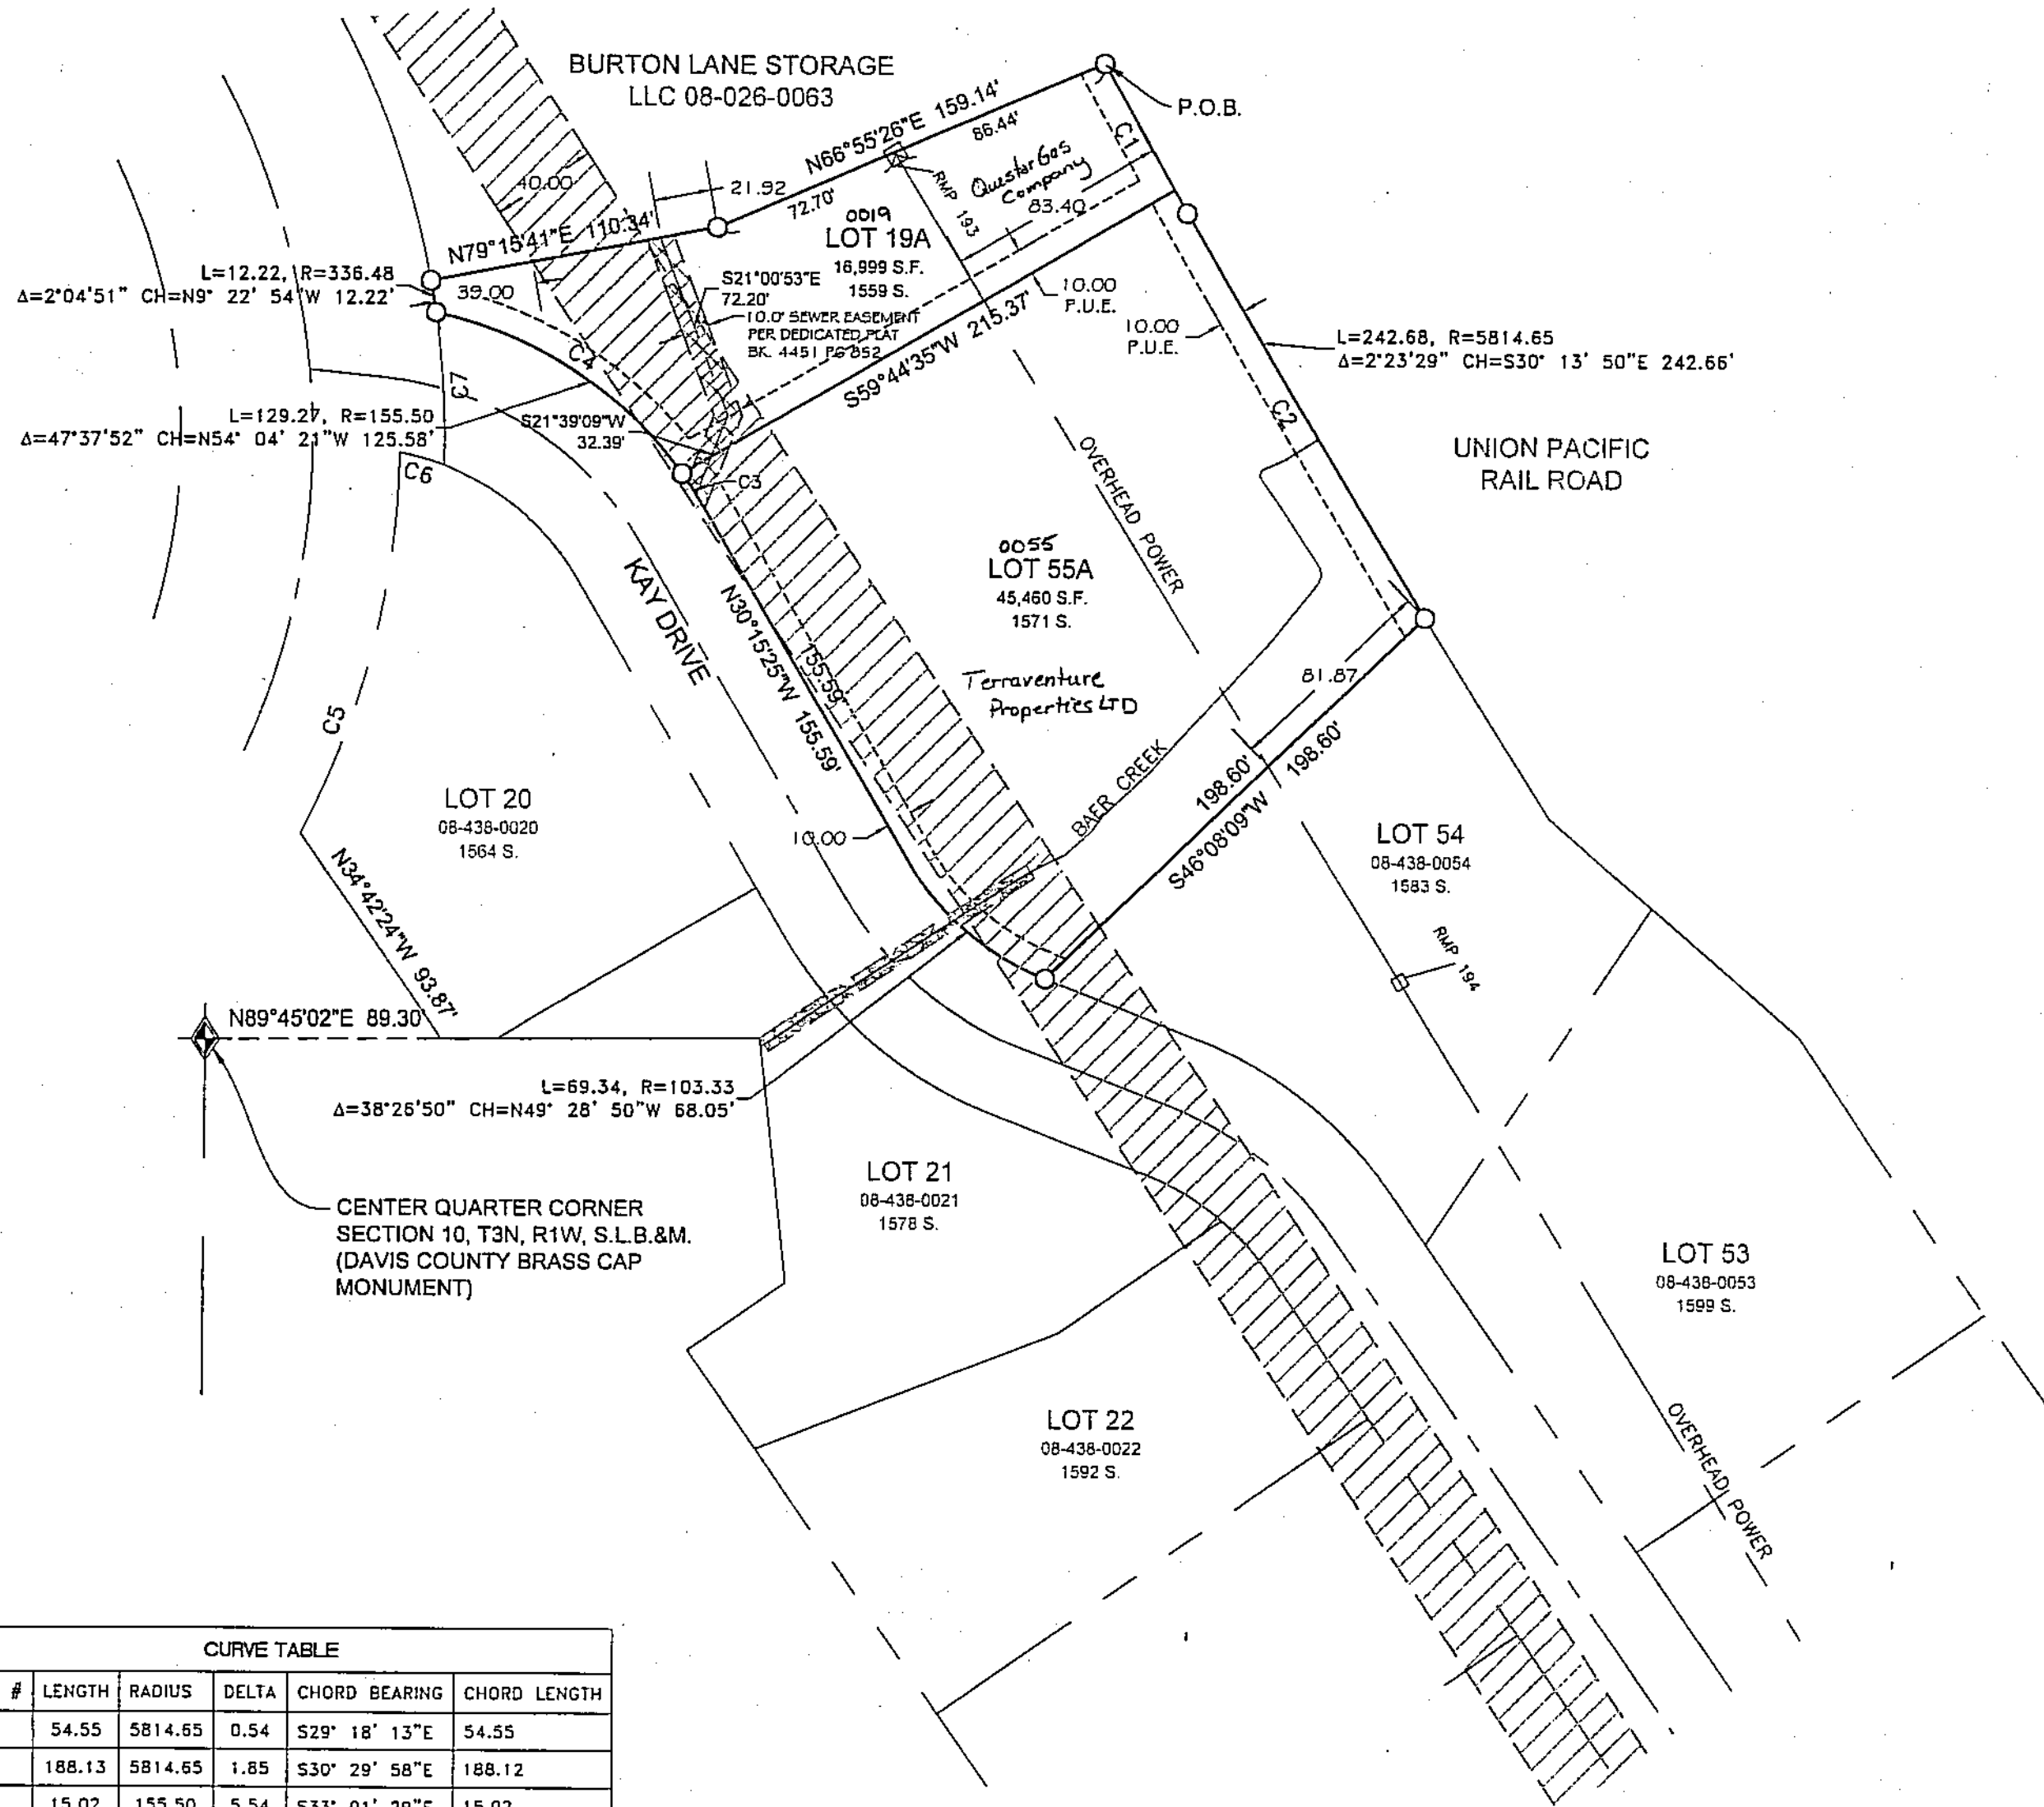 BURTON LANE STORAGE
LLC 08-026-0063
P.O.B.
N66°55'26"E 159.14'
86.44'
72.70'
C1
Questar Gas
Company
RMP 193
83.40
40.00
21.92
N79°15'41"E 110.34'
0019
LOT 19A
16,999 S.F.
1559 S.
L=12.22, R=336.48
Δ=2°04'51" CH=N9° 22' 54"W 12.22'
39.00
S21°00'53"E
72.20'
10.0' SEWER EASEMENT
PER DEDICATED PLAT
BK. 4451 PG 852
10.00
P.U.E.
10.00
P.U.E.
S59°44'35"W 215.37'
L=242.68, R=5814.65
Δ=2°23'29" CH=S30° 13' 50"E 242.66'
C4
C7
C2
L=129.27, R=155.50
Δ=47°37'52" CH=N54° 04' 21"W 125.58'
S21°39'09"W
32.39'
C3
C6
UNION PACIFIC
RAIL ROAD
OVERHEAD POWER
0055
LOT 55A
45,460 S.F.
1571 S.
Terraventure
Properties LTD
KAY DRIVE
N30°15'25"W 155.59'
155.59'
81.87
C5
BAER CREEK
198.60'
S46°08'09"W 198.60'
LOT 20
08-438-0020
1564 S.
10.00
LOT 54
08-438-0054
1583 S.
N34°42'24"W 93.87'
RMP 194
N89°45'02"E 89.30'
L=69.34, R=103.33
Δ=38°26'50" CH=N49° 28' 50"W 68.05'
CENTER QUARTER CORNER
SECTION 10, T3N, R1W, S.L.B.&M.
(DAVIS COUNTY BRASS CAP
MONUMENT)
LOT 21
08-438-0021
1578 S.
LOT 53
08-438-0053
1599 S.
LOT 22
08-438-0022
1592 S.
OVERHEAD POWER
CURVE TABLE
# LENGTH RADIUS DELTA CHORD BEARING CHORD LENGTH
54.55 5814.65 0.54 S29° 18' 13"E 54.55
188.13 5814.65 1.85 S30° 29' 58"E 188.12
15.02 155.50 5.54 S33° 01' 28"E 15.02